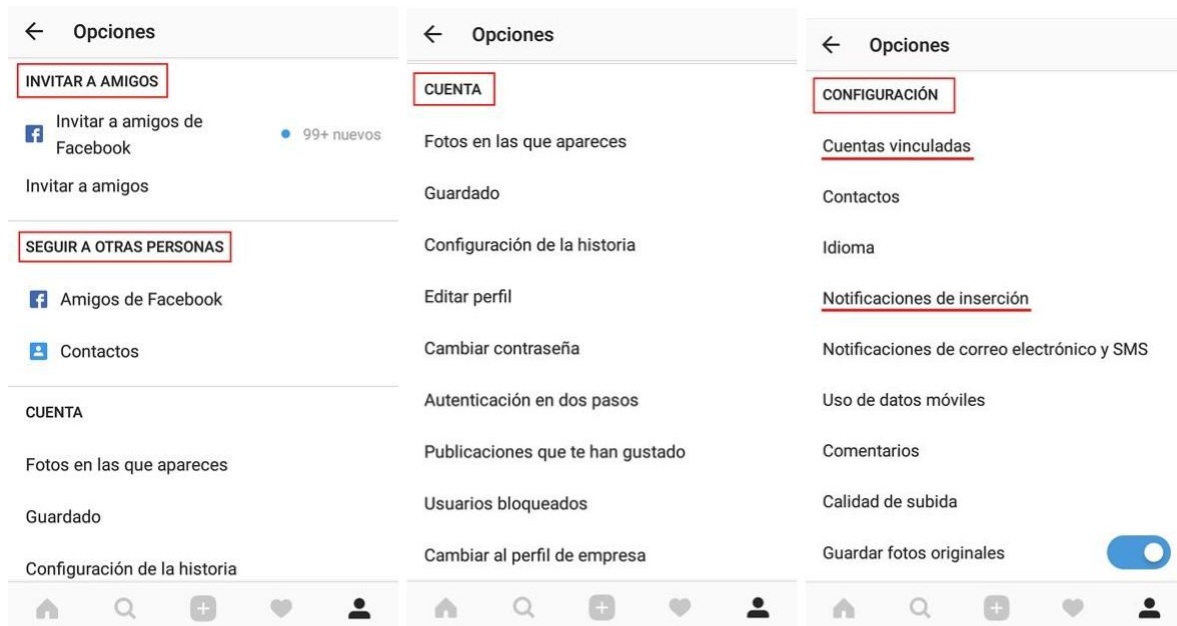 Opciones
INVITAR A AMIGOS
Invitar a amigos de
Facebook
99+ nuevos
Invitar a amigos
SEGUIR A OTRAS PERSONAS
Amigos de Facebook
Contactos
CUENTA
Fotos en las que apareces
Guardado
Configuración de la historia
Opciones
CUENTA
Fotos en las que apareces
Guardado
Configuración de la historia
Editar perfil
Cambiar contraseña
Autenticación en dos pasos
Publicaciones que te han gustado
Usuarios bloqueados
Cambiar al perfil de empresa
Opciones
CONFIGURACIÓN
Cuentas vinculadas
Contactos
Idioma
Notificaciones de inserción
Notificaciones de correo electrónico y SMS
Uso de datos móviles
Comentarios
Calidad de subida
Guardar fotos originales